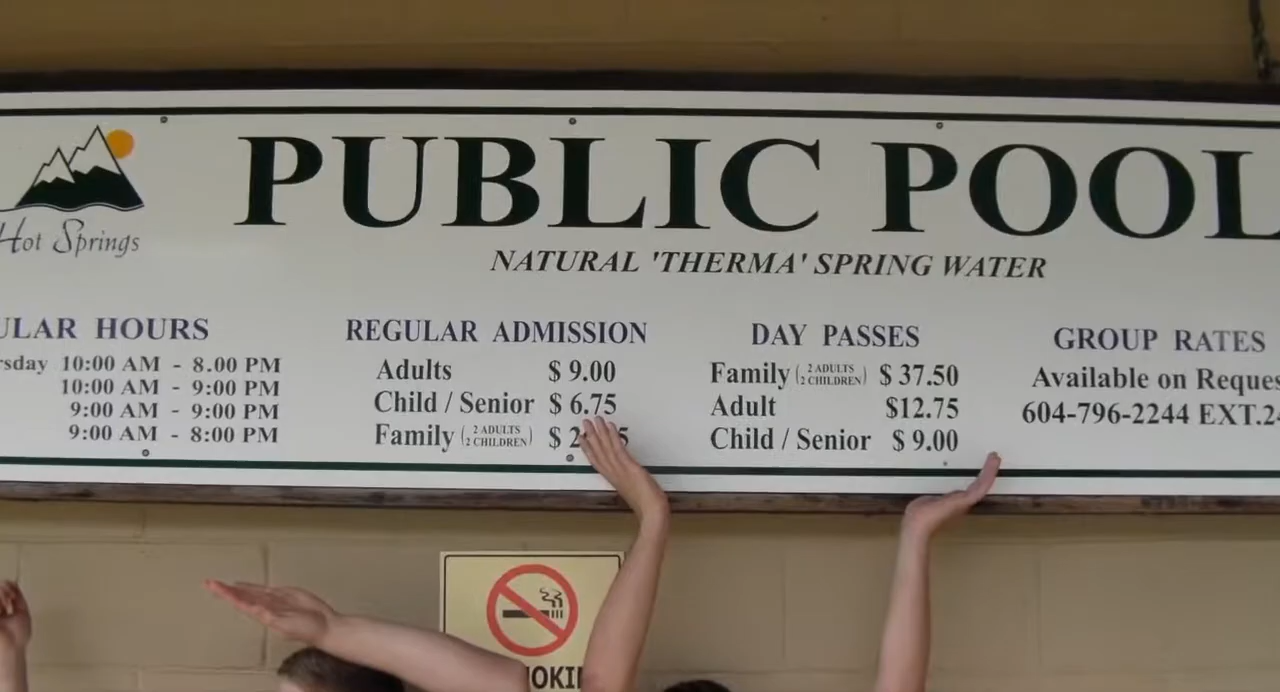 Hot Springs
PUBLIC POOL
NATURAL 'THERMA' SPRING WATER
HOURS
10:00 AM - 8.00 PM
10:00 AM - 9:00 PM
9:00 AM - 9:00 PM
9:00 AM - 8:00 PM
REGULAR ADMISSION
Adults $ 9.00
Child / Senior $ 6.75
Family (2 ADULTS 2 CHILDREN) $
DAY PASSES
Family (2 ADULTS 2 CHILDREN) $ 37.50
Adult $12.75
Child / Senior $ 9.00
GROUP RATES
Available on Reques
604-796-2244 EXT.2